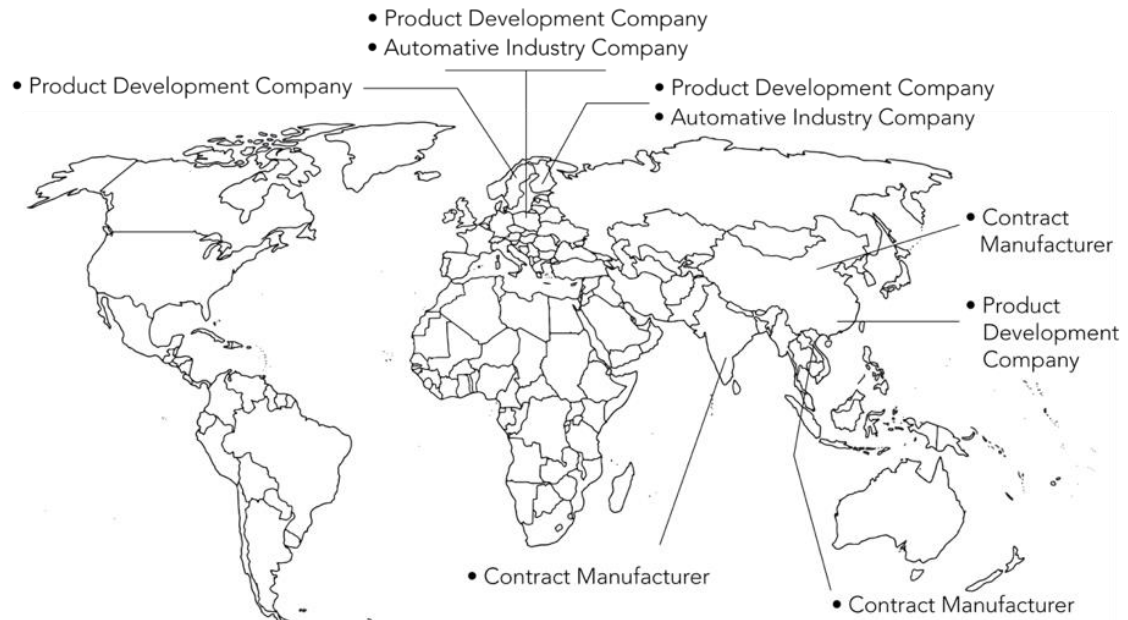 • Product Development Company
• Automative Industry Company
• Product Development Company
• Product Development Company
• Automative Industry Company
• Contract
Manufacturer
• Product
Development
Company
• Contract Manufacturer
• Contract Manufacturer